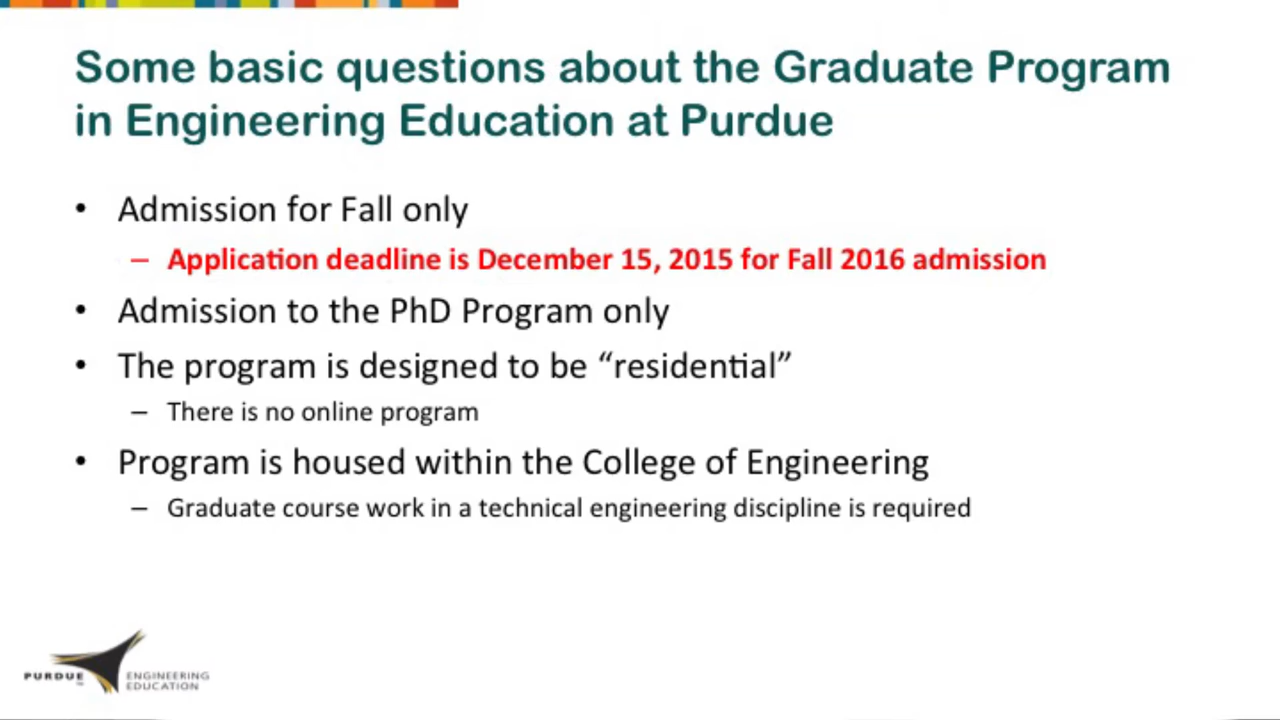 Some basic questions about the Graduate Program
in Engineering Education at Purdue
• Admission for Fall only
– Application deadline is December 15, 2015 for Fall 2016 admission
• Admission to the PhD Program only
• The program is designed to be “residential”
– There is no online program
• Program is housed within the College of Engineering
– Graduate course work in a technical engineering discipline is required
PURDUE ENGINEERING
EDUCATION